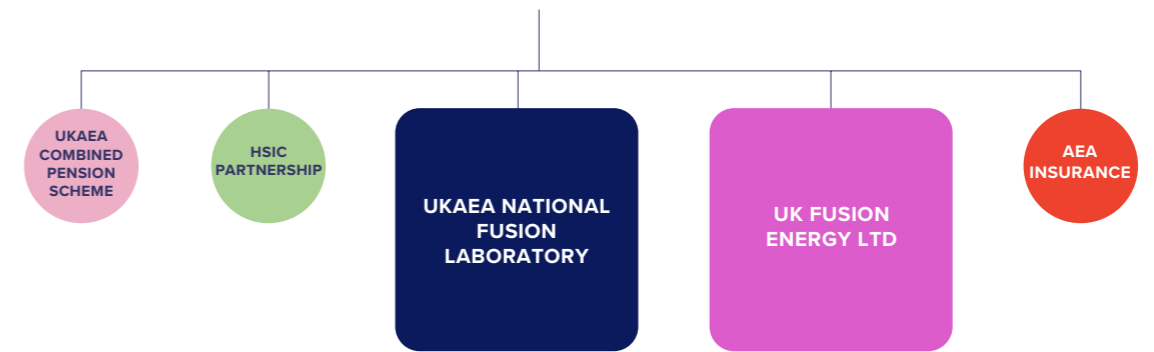 UKAEA
COMBINED
PENSION
SCHEME
HSIC
PARTNERSHIP
UKAEA NATIONAL
FUSION
LABORATORY
UK FUSION
ENERGY LTD
AEA
INSURANCE